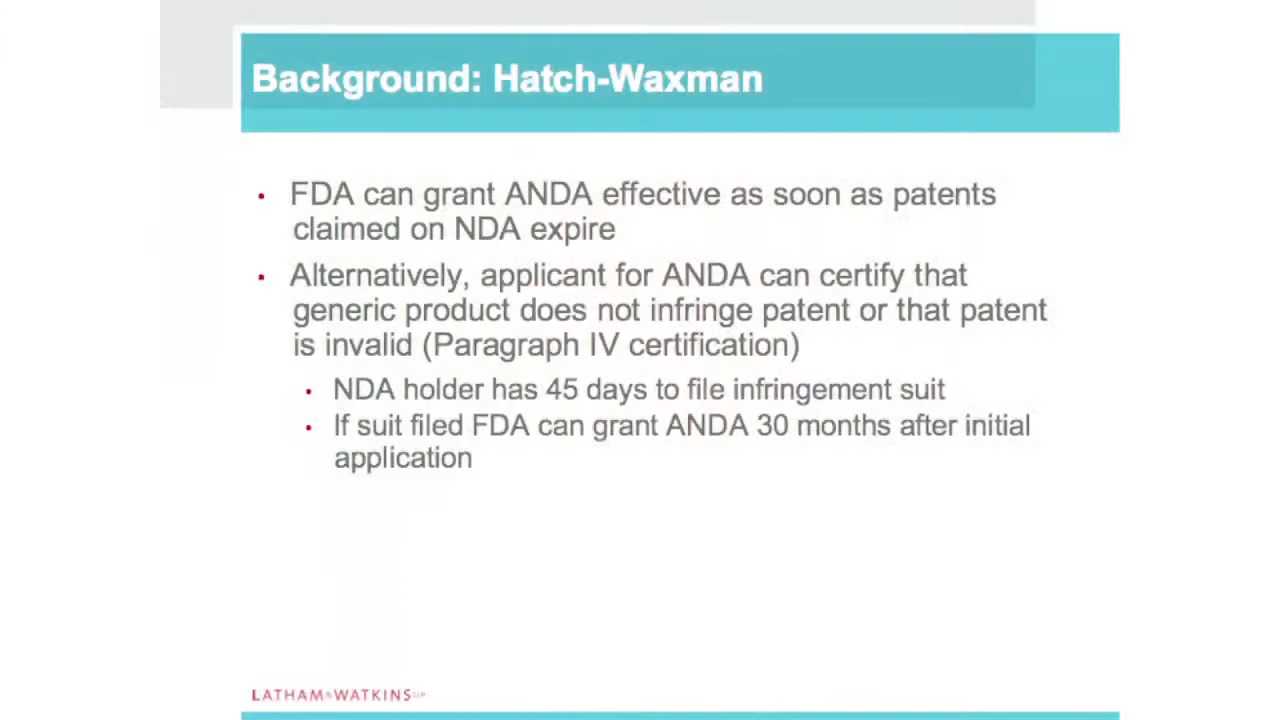 Background: Hatch-Waxman
• FDA can grant ANDA effective as soon as patents
claimed on NDA expire
• Alternatively, applicant for ANDA can certify that
generic product does not infringe patent or that patent
is invalid (Paragraph IV certification)
• NDA holder has 45 days to file infringement suit
• If suit filed FDA can grant ANDA 30 months after initial
application
LATHAM&WATKINS LLP